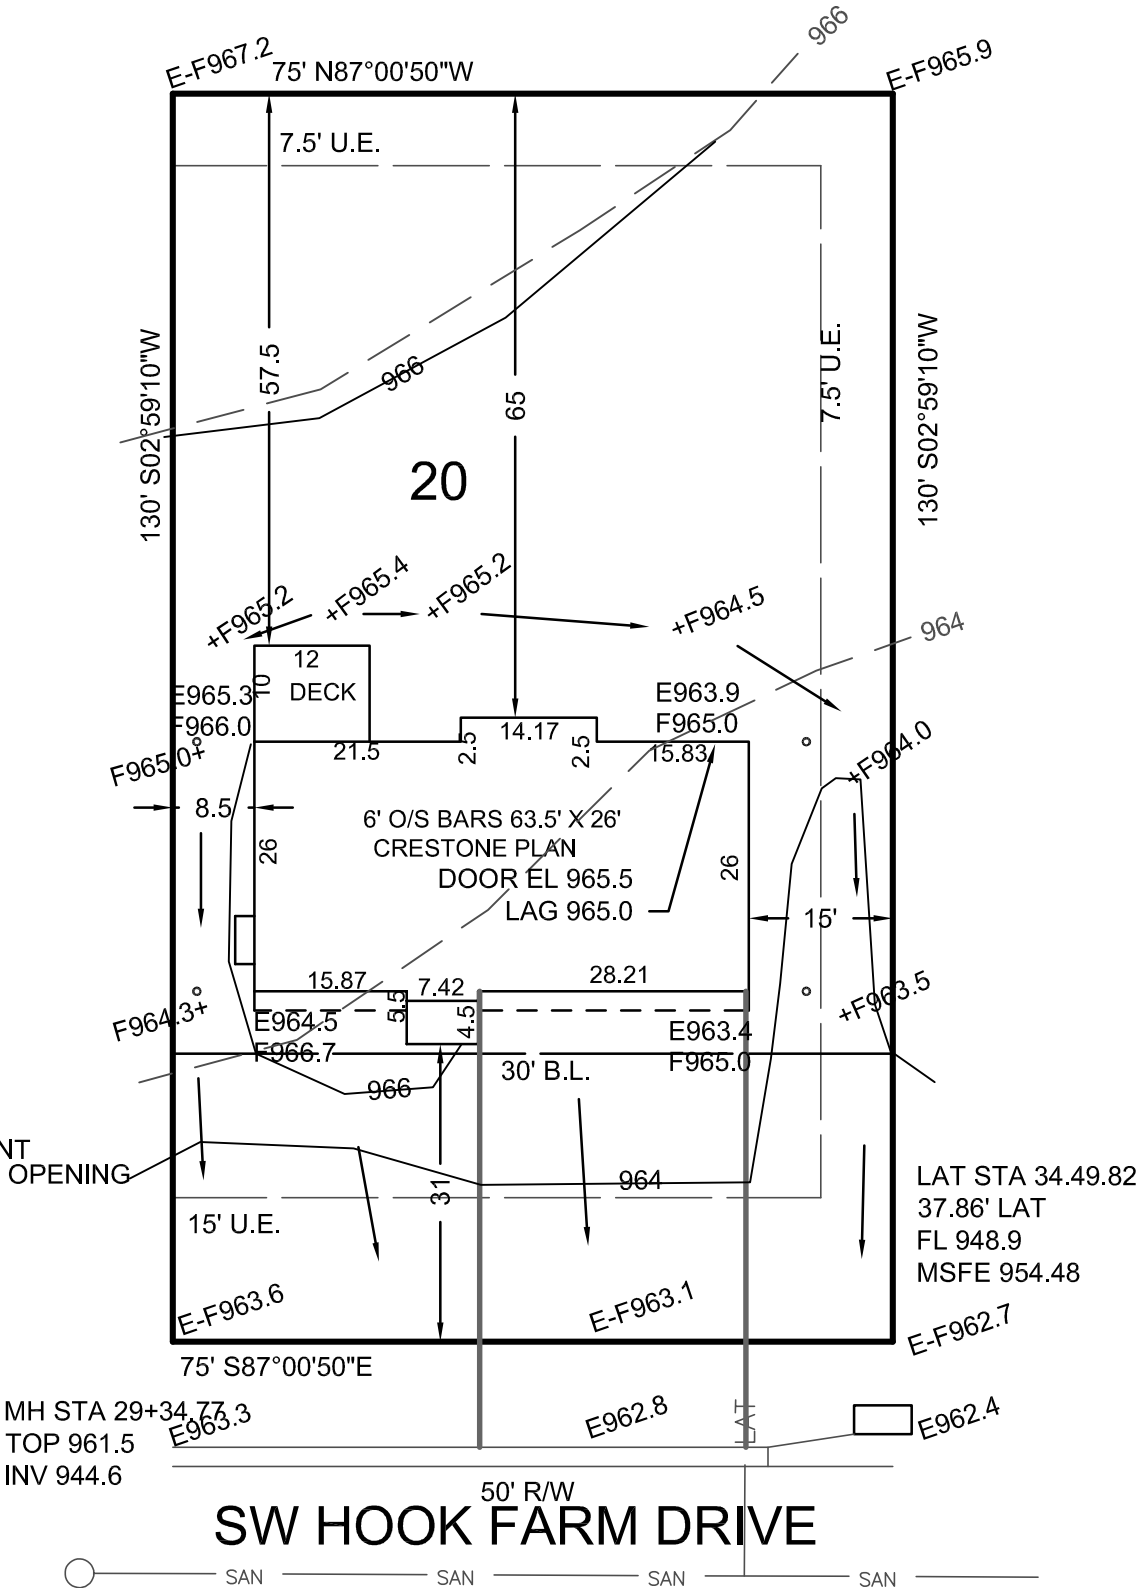 966
E-F967.2
75' N87°00'50"W
E-F965.9
7.5' U.E.
57.5
65
7.5' U.E.
130' S02°59'10"W
130' S02°59'10"W
966
20
+F965.2
+F965.4
+F965.2
+F964.5
964
12
10
DECK
E965.3
F966.0
E963.9
F965.0
14.17
21.5
2.5
2.5
15.83
F965.0+
+F964.0
8.5
6' O/S BARS 63.5' X 26'
CRESTONE PLAN
DOOR EL 965.5
LAG 965.0
26
26
15'
15.87
7.42
28.21
5.5
4.5
F964.3+
+F963.5
E964.5
F966.7
E963.4
F965.0
30' B.L.
966
NT
OPENING
964
31
15' U.E.
LAT STA 34.49.82
37.86' LAT
FL 948.9
MSFE 954.48
E-F963.6
E-F963.1
E-F962.7
75' S87°00'50"E
MH STA 29+34.77
TOP 961.5
INV 944.6
E963.3
E962.8
LAT
E962.4
50' R/W
SW HOOK FARM DRIVE
SAN SAN SAN SAN